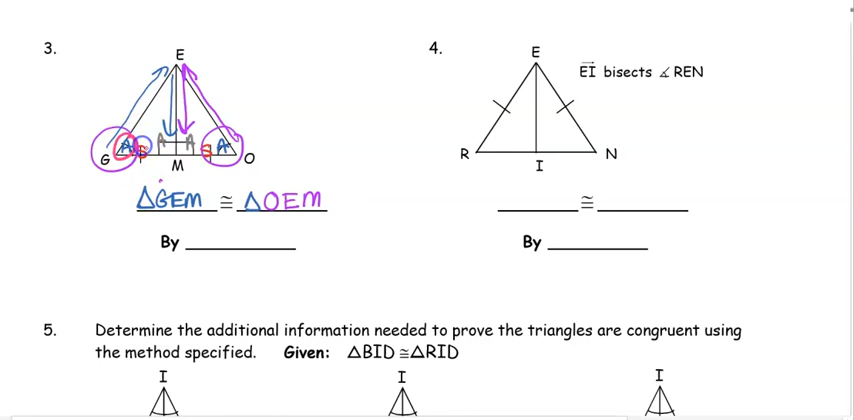 3.
E
A S A A S A
G
M
O
ΔGEM ≅ ΔOEM
By
4.
E
EI bisects ∡ REN
R
I
N
≅
By
5. Determine the additional information needed to prove the triangles are congruent using
the method specified. Given: ΔBID ≅ ΔRID
I
I
I